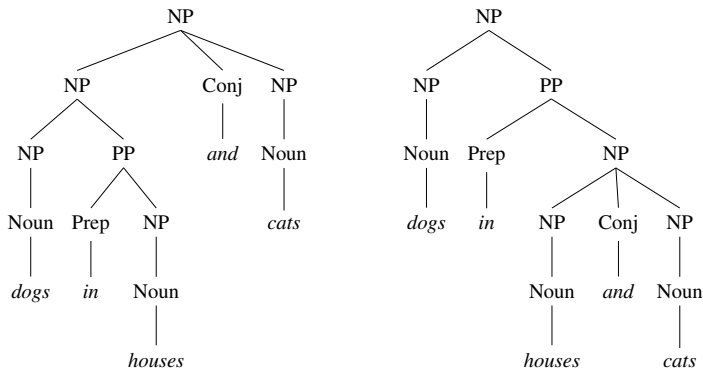 NP NP
NP Conj NP NP PP
NP PP and Noun Noun Prep NP
Noun Prep NP cats dogs in NP Conj NP
dogs in Noun Noun and Noun
houses houses cats